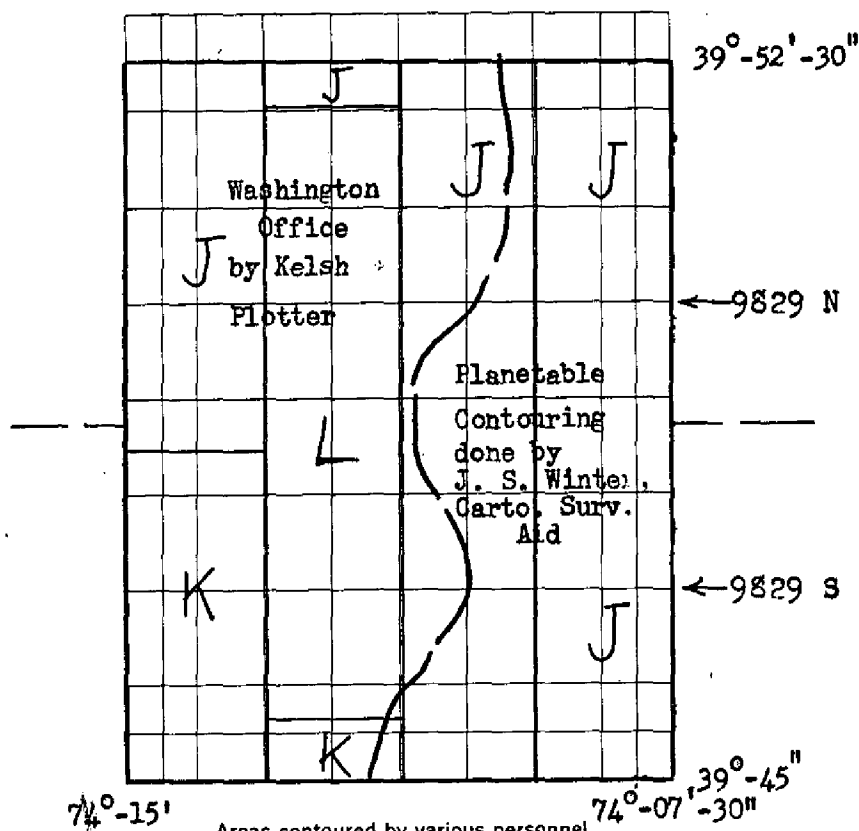 39°-52'-30"
J
J
J
Washington
Office
by Kelsh
Plotter
J
9829 N
Planetable
Contouring
done by
J. S. Winter,
Carto. Surv.
Aid
L
K
9829 S
J
K
39°-45"
74°-15'
74°-07'-30"
Areas contoured by various personnel